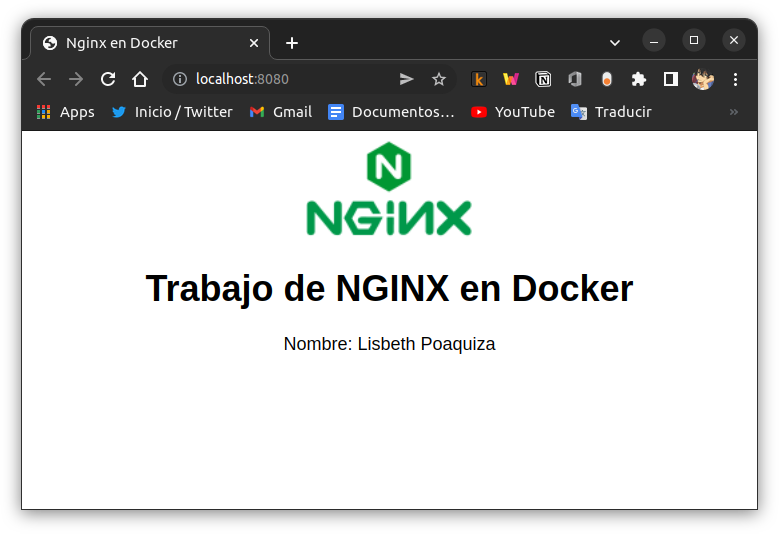 Nginx en Docker
localhost:8080
Apps
Inicio / Twitter
Gmail
Documentos...
YouTube
Traducir
N
NGINX
Trabajo de NGINX en Docker
Nombre: Lisbeth Poaquiza